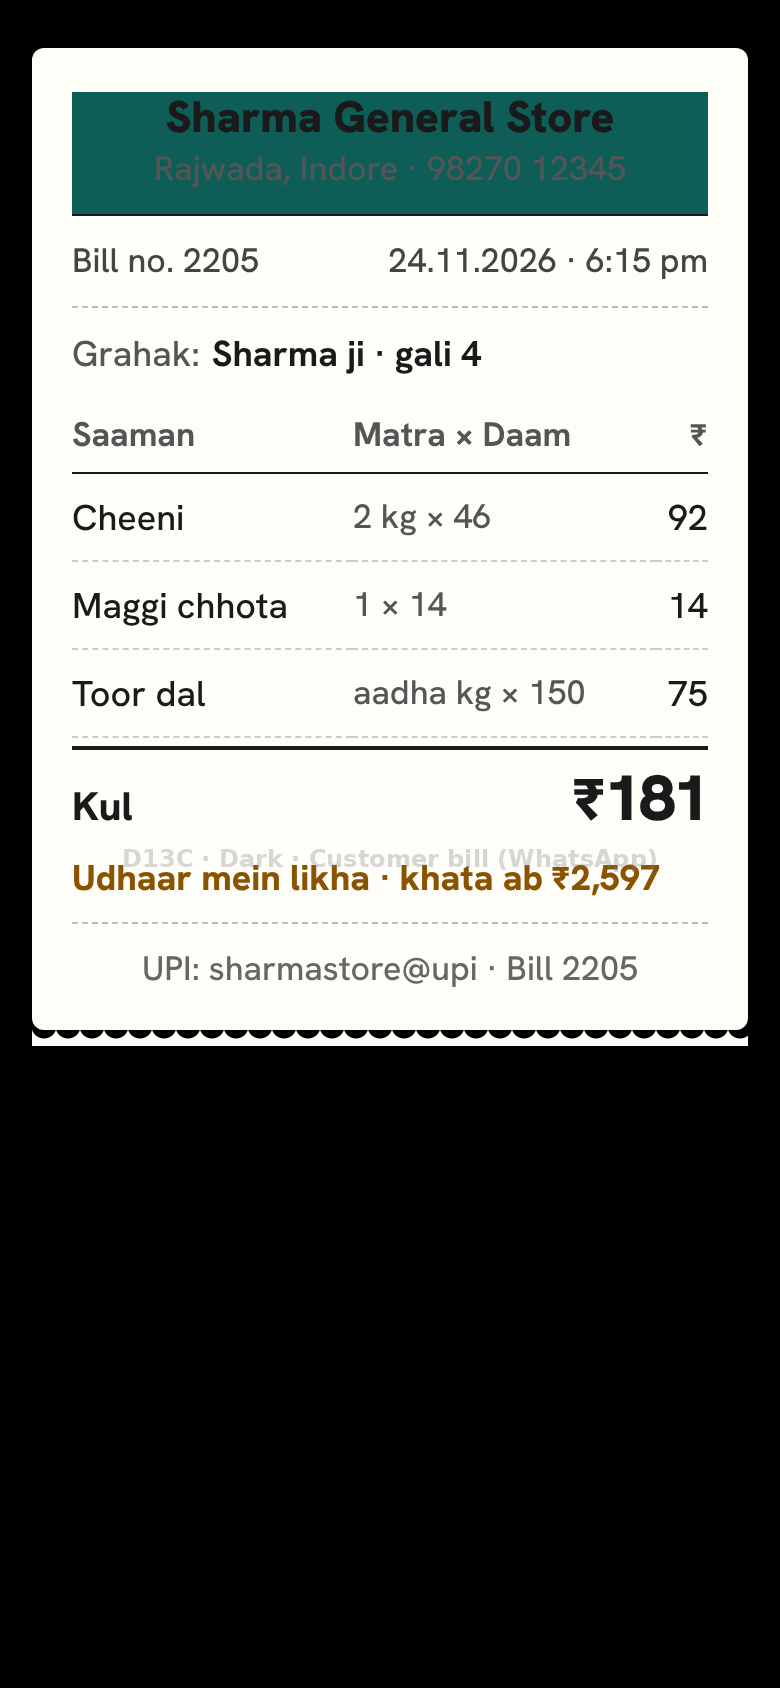 Sharma General Store
Rajwada, Indore · 98270 12345
Bill no. 2205 24.11.2026 · 6:15 pm
Grahak: Sharma ji · gali 4
Saaman Matra × Daam ₹
Cheeni 2 kg × 46 92
Maggi chhota 1 × 14 14
Toor dal aadha kg × 150 75
Kul ₹181
D13C · Dark · Customer bill (WhatsApp)
Udhaar mein likha · khata ab ₹2,597
UPI: sharmastore@upi · Bill 2205